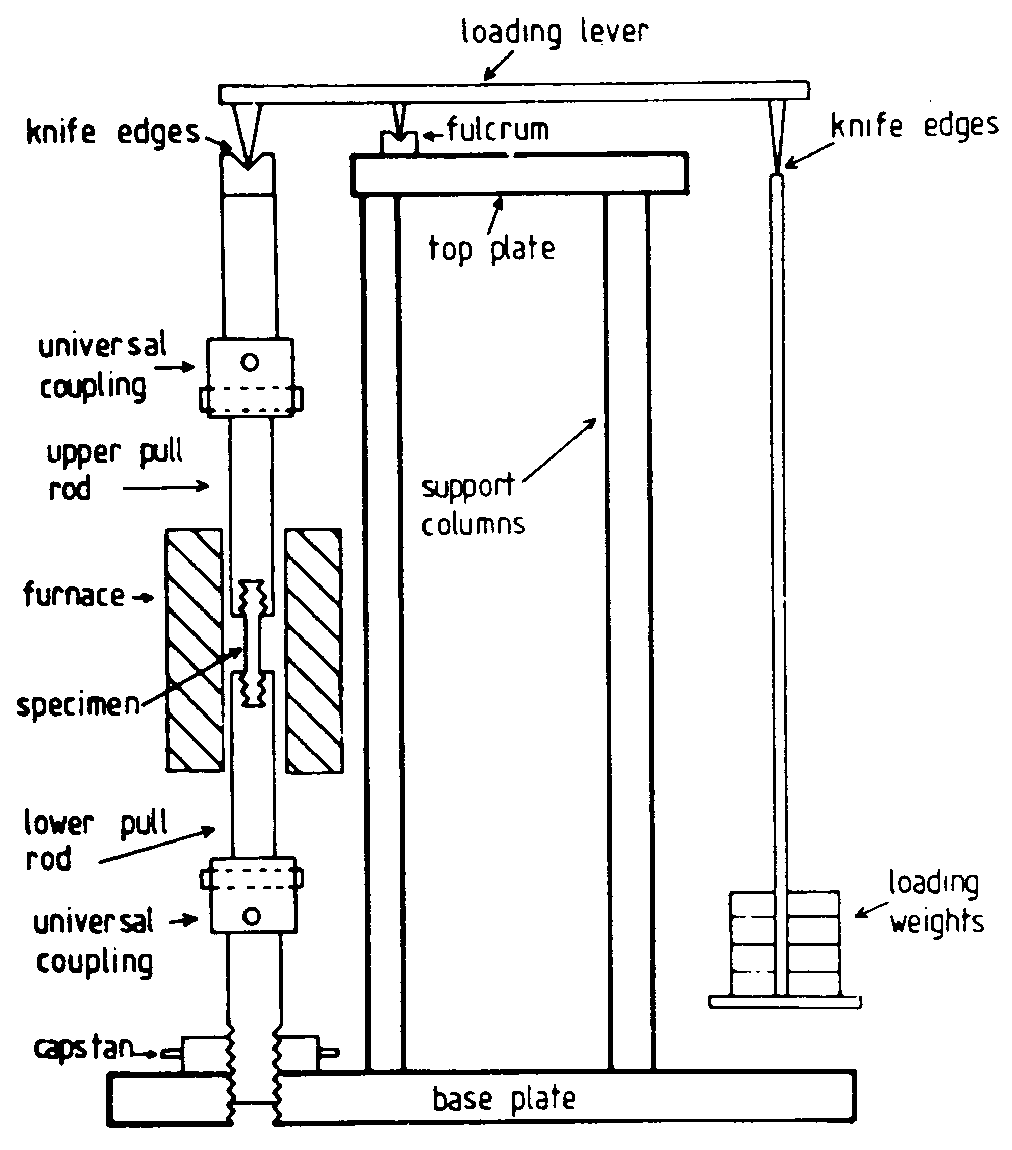 loading lever
knife edges
fulcrum
knife edges
top plate
universal
coupling
upper pull
rod
support
columns
furnace
specimen
lower pull
rod
loading
weights
universal
coupling
capstan
base plate